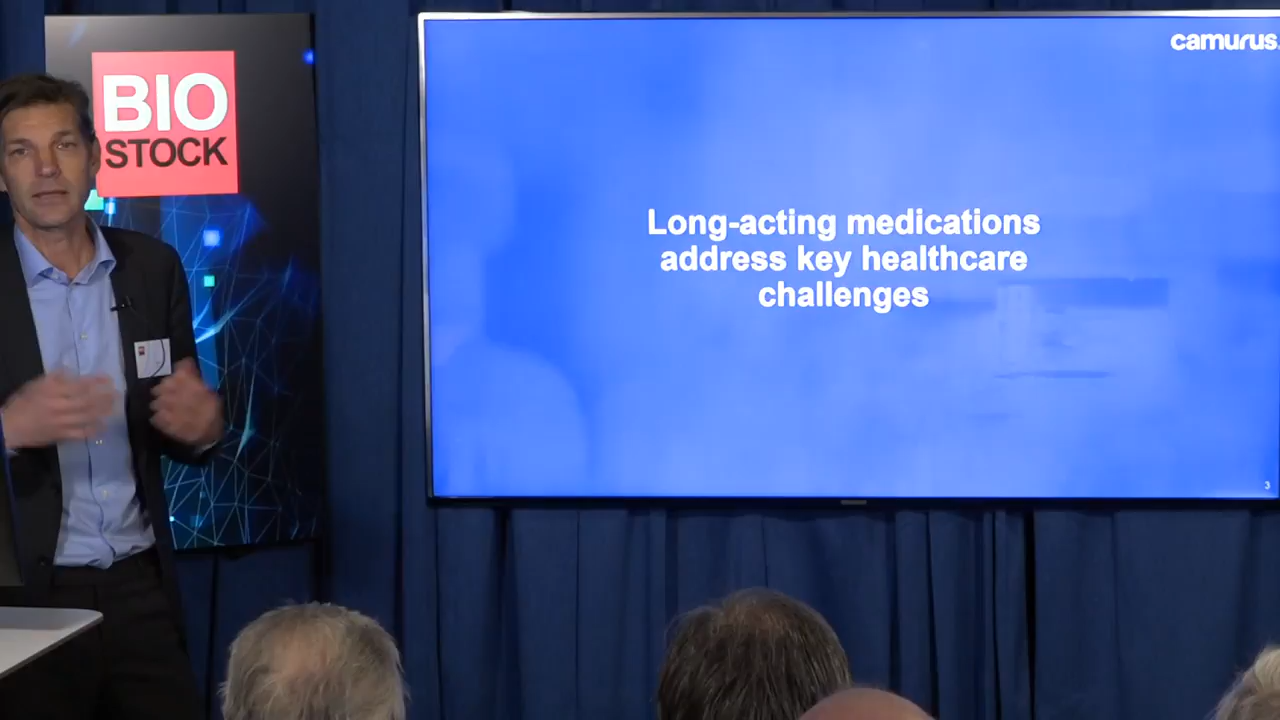 BIO
STOCK
camurus.
Long-acting medications
address key healthcare
challenges
3